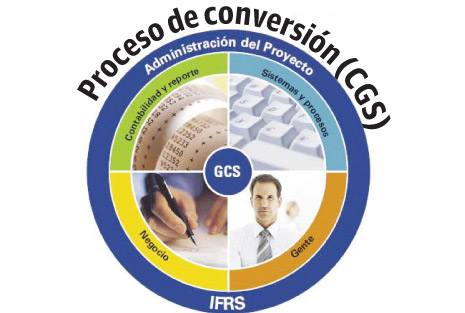 Proceso de conversión (CGS)
Administración del Proyecto
Contabilidad y reporte
Sistemas y procesos
GCS
Negocio
Gente
IFRS